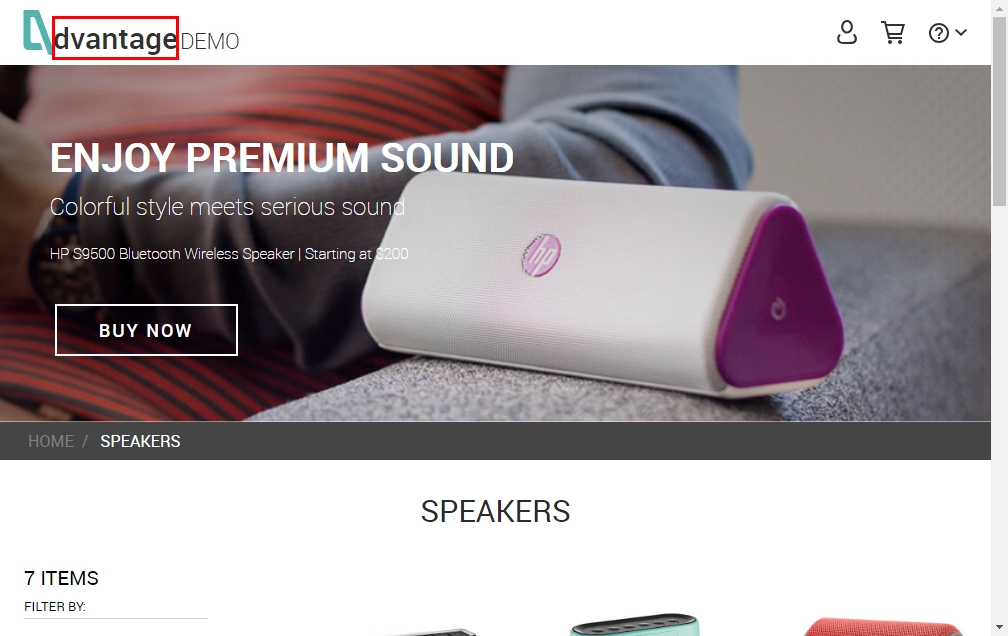 dvantage DEMO
ENJOY PREMIUM SOUND
Colorful style meets serious sound
hp
HP S9500 Bluetooth Wireless Speaker | Starting at $200
BUY NOW
HOME / SPEAKERS
SPEAKERS
7 ITEMS
FILTER BY: